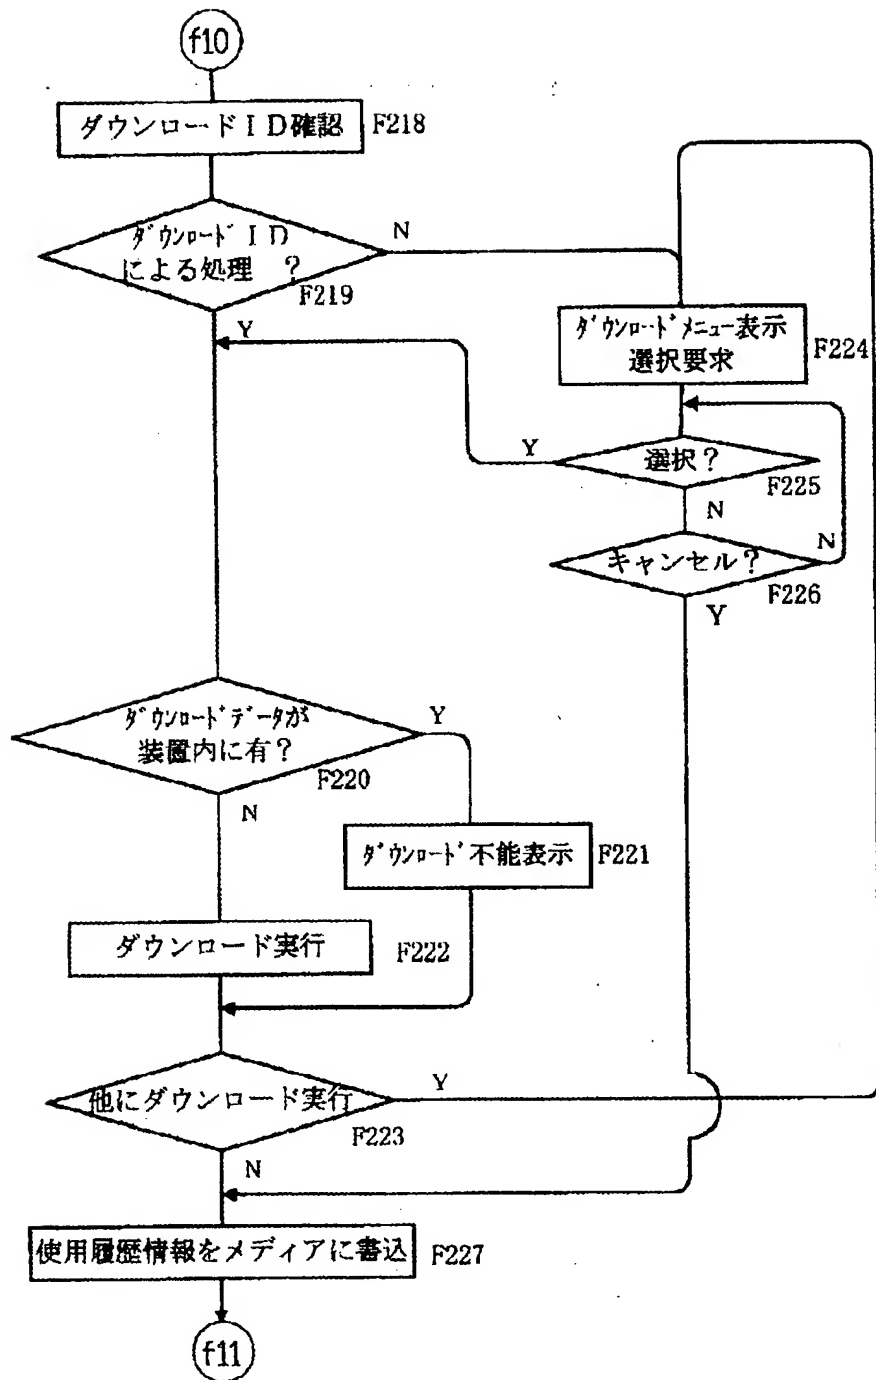 f10
ダウンロードID確認 F218
ダウンロードID
による処理 ?
F219
N
Y
ダウンロードメニュー表示
選択要求
F224
Y
選択?
F225
N
キャンセル?
N
F226
Y
ダウンロードデータが
装置内に有?
F220
Y
N
ダウンロード不能表示 F221
ダウンロード実行 F222
他にダウンロード実行
Y
F223
N
使用履歴情報をメディアに書込 F227
f11